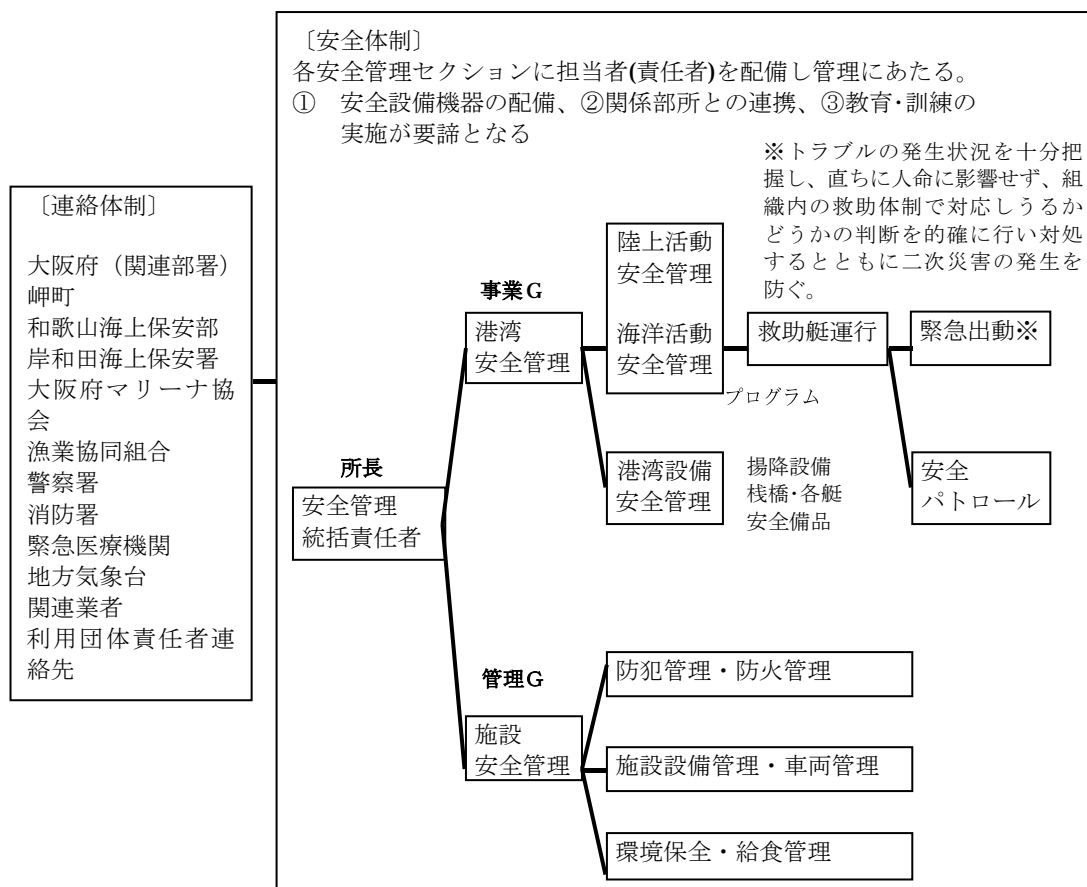 〔安全体制〕
各安全管理セクションに担当者(責任者)を配備し管理にあたる。
① 安全設備機器の配備、②関係部所との連携、③教育･訓練の
実施が要諦となる
※トラブルの発生状況を十分把
握し、直ちに人命に影響せず、組
織内の救助体制で対応しうるか
どうかの判断を的確に行い対処
するとともに二次災害の発生を
防ぐ。
〔連絡体制〕
大阪府（関連部署）
岬町
和歌山海上保安部
岸和田海上保安署
大阪府マリーナ協
会
漁業協同組合
警察署
消防署
緊急医療機関
地方気象台
関連業者
利用団体責任者連
絡先
所長
安全管理
統括責任者
事業Ｇ
港湾
安全管理
陸上活動
安全管理
海洋活動
安全管理
プログラム
救助艇運行
緊急出動※
安全
パトロール
港湾設備
安全管理
揚降設備
桟橋･各艇
安全備品
管理Ｇ
施設
安全管理
防犯管理・防火管理
施設設備管理・車両管理
環境保全・給食管理